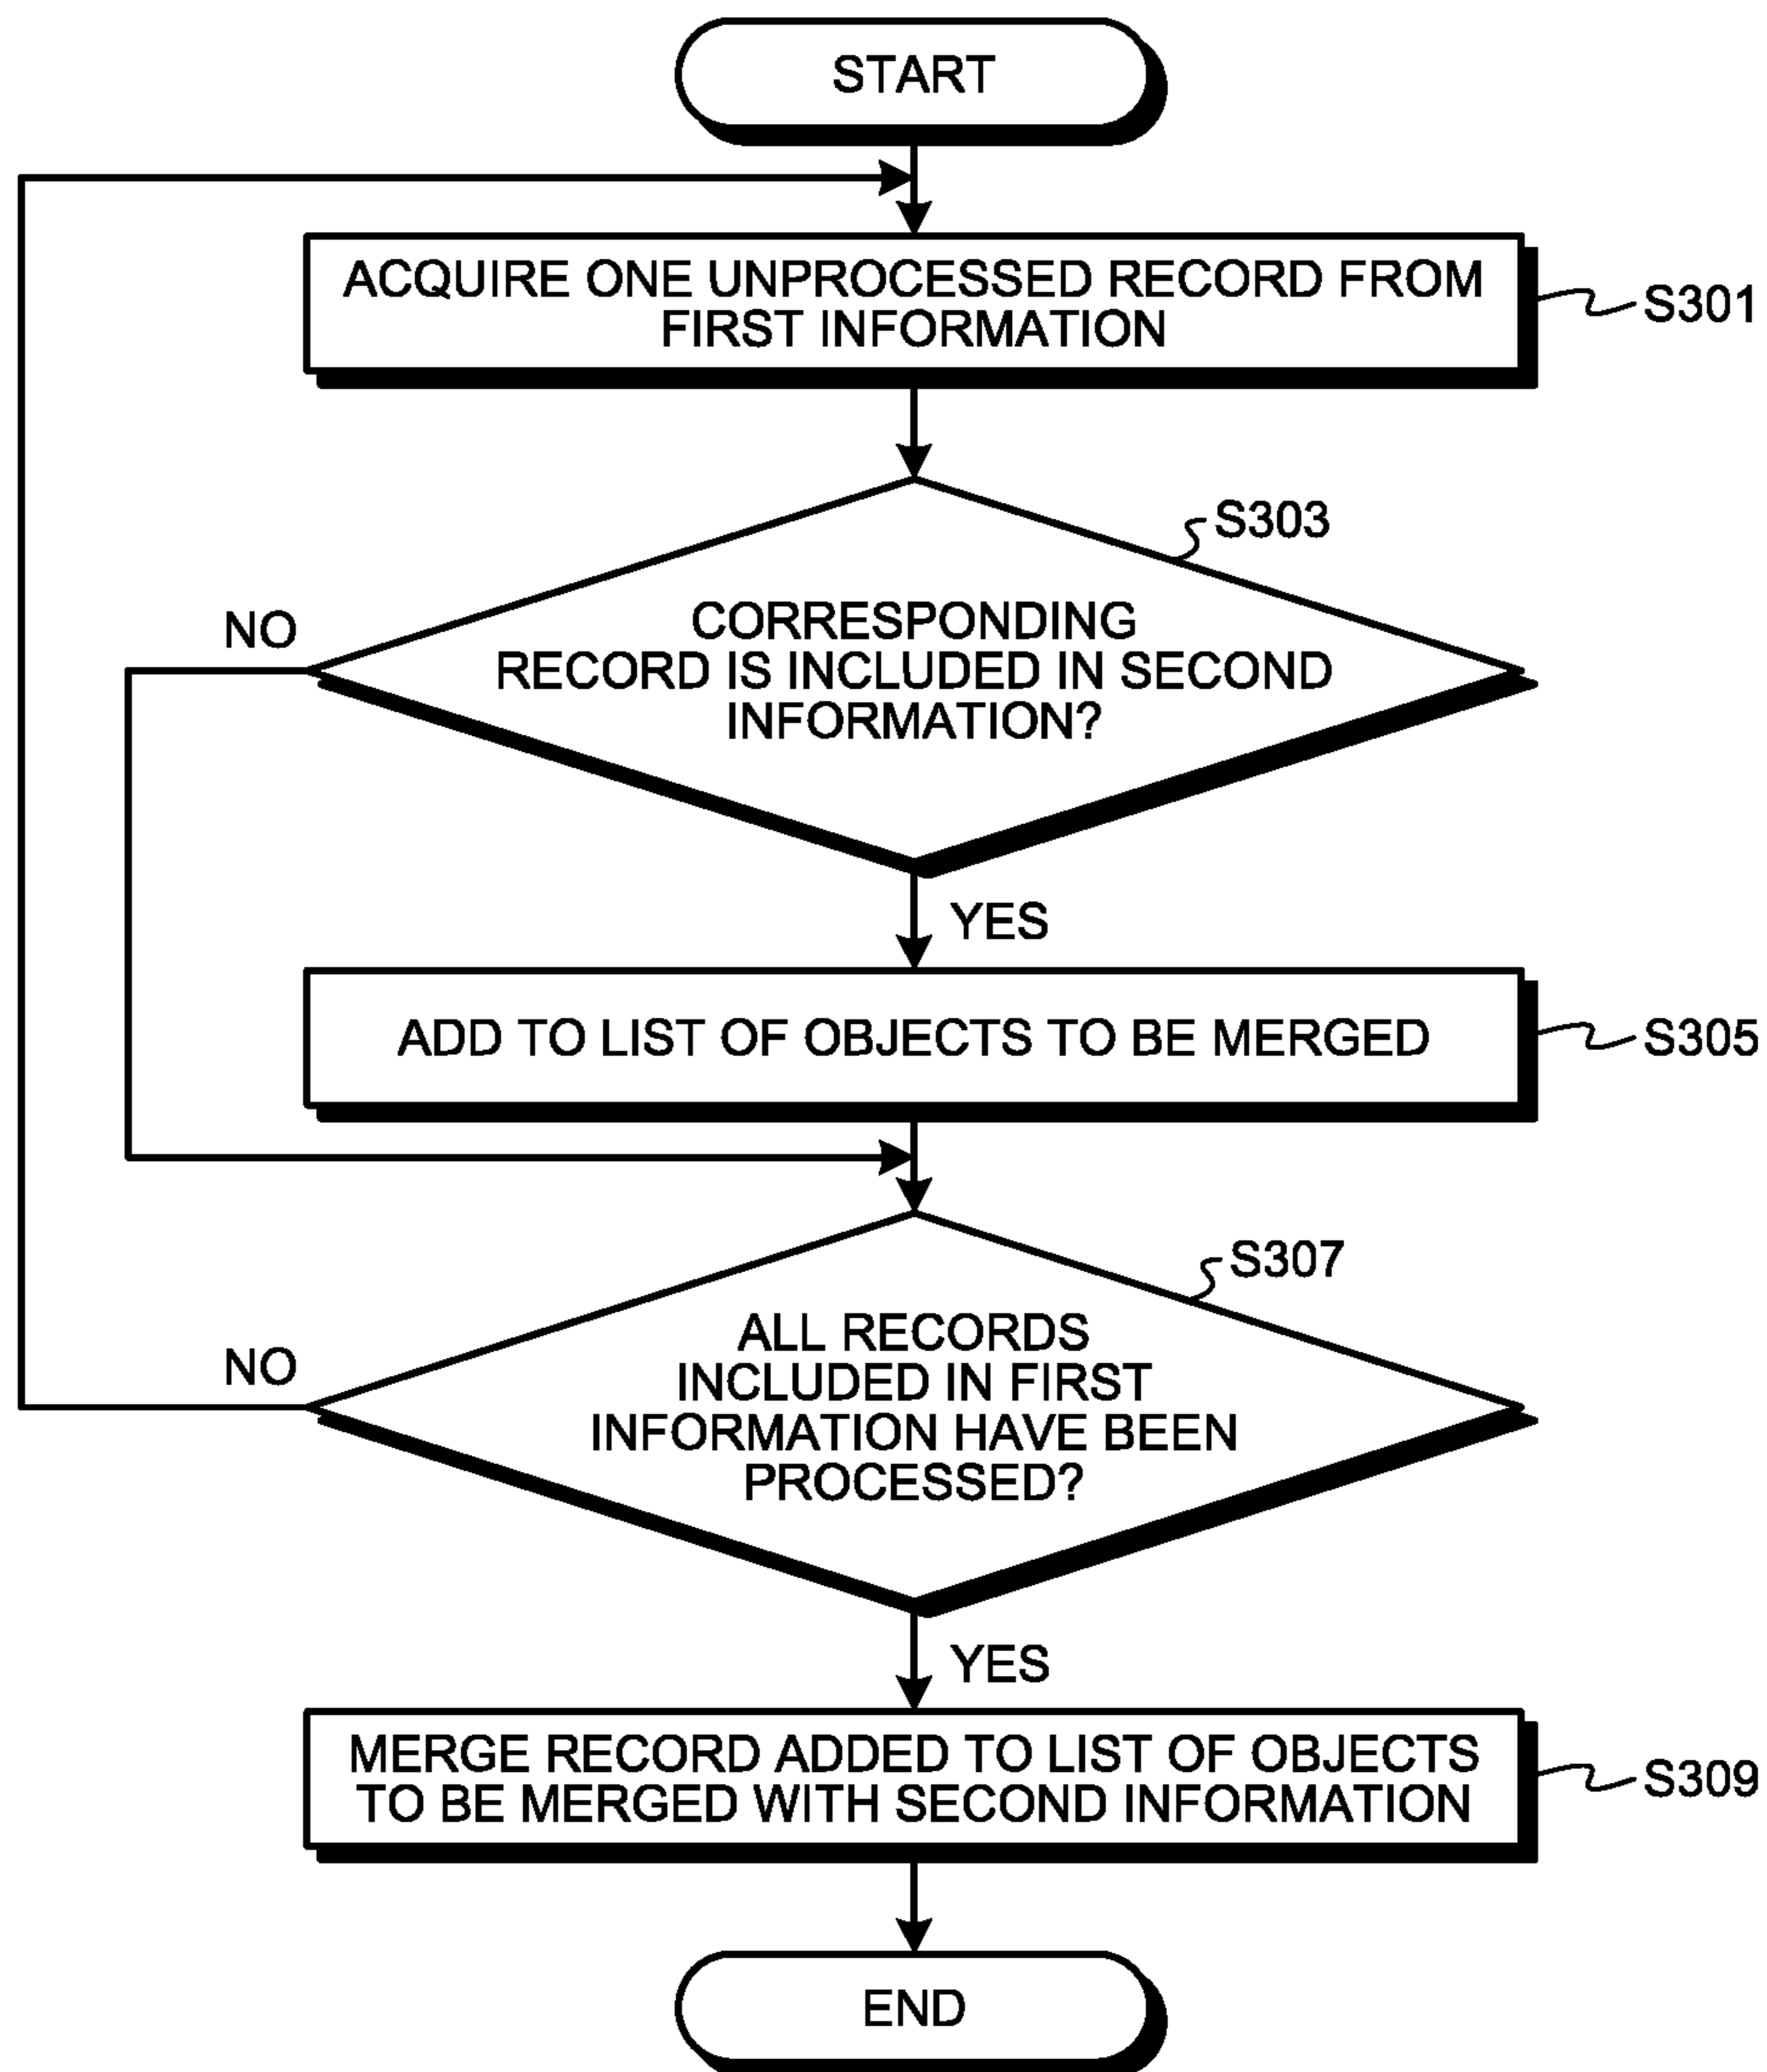 START
ACQUIRE ONE UNPROCESSED RECORD FROM
FIRST INFORMATION
S301
S303
CORRESPONDING
RECORD IS INCLUDED IN SECOND
INFORMATION?
NO
YES
ADD TO LIST OF OBJECTS TO BE MERGED
S305
S307
ALL RECORDS
INCLUDED IN FIRST
INFORMATION HAVE BEEN
PROCESSED?
NO
YES
MERGE RECORD ADDED TO LIST OF OBJECTS
TO BE MERGED WITH SECOND INFORMATION
S309
END